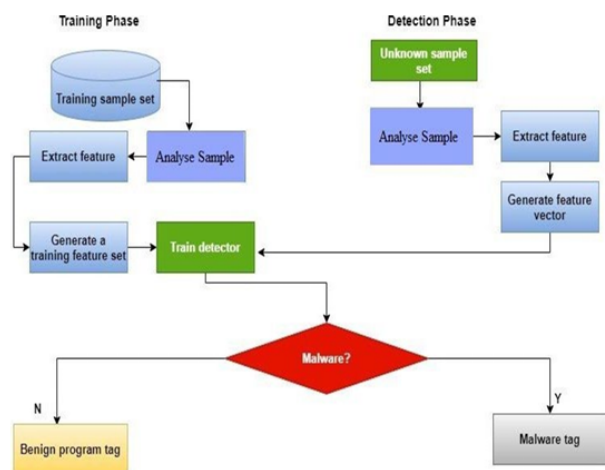 Training Phase
Detection Phase
Training sample set
Unknown sample
set
Analyse Sample
Extract feature
Analyse Sample
Extract feature
Generate a
training feature set
Train detector
Generate feature
vector
Malware?
N
Y
Benign program tag
Malware tag